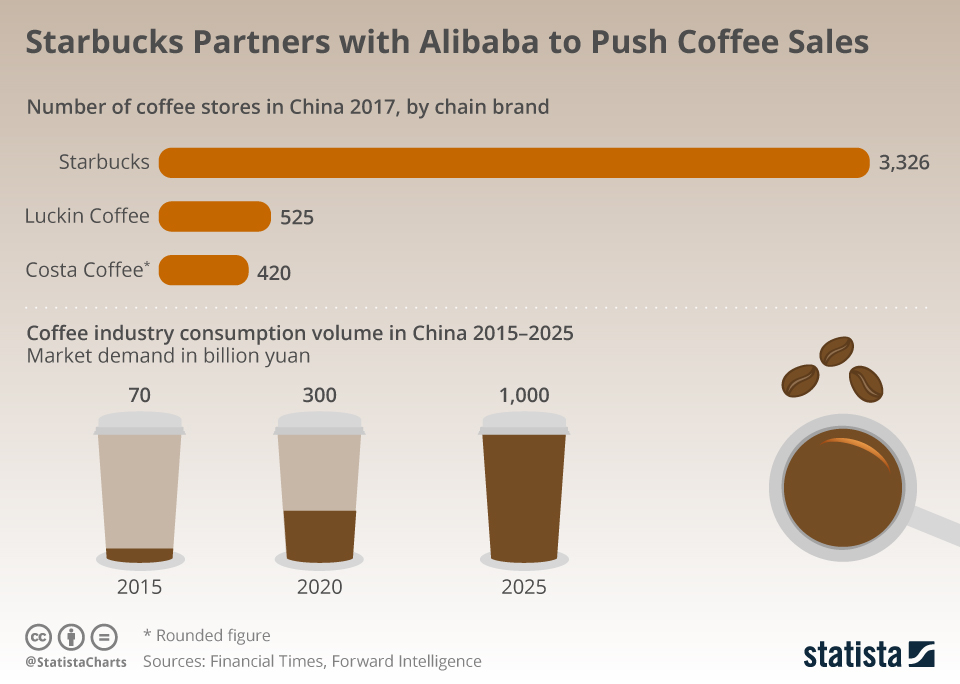 Starbucks Partners with Alibaba to Push Coffee Sales
Number of coffee stores in China 2017, by chain brand
Starbucks 3,326
Luckin Coffee 525
Costa Coffee* 420
Coffee industry consumption volume in China 2015–2025
Market demand in billion yuan
70 300 1,000
2015 2020 2025
cc =
* Rounded figure
@StatistaCharts Sources: Financial Times, Forward Intelligence
statista